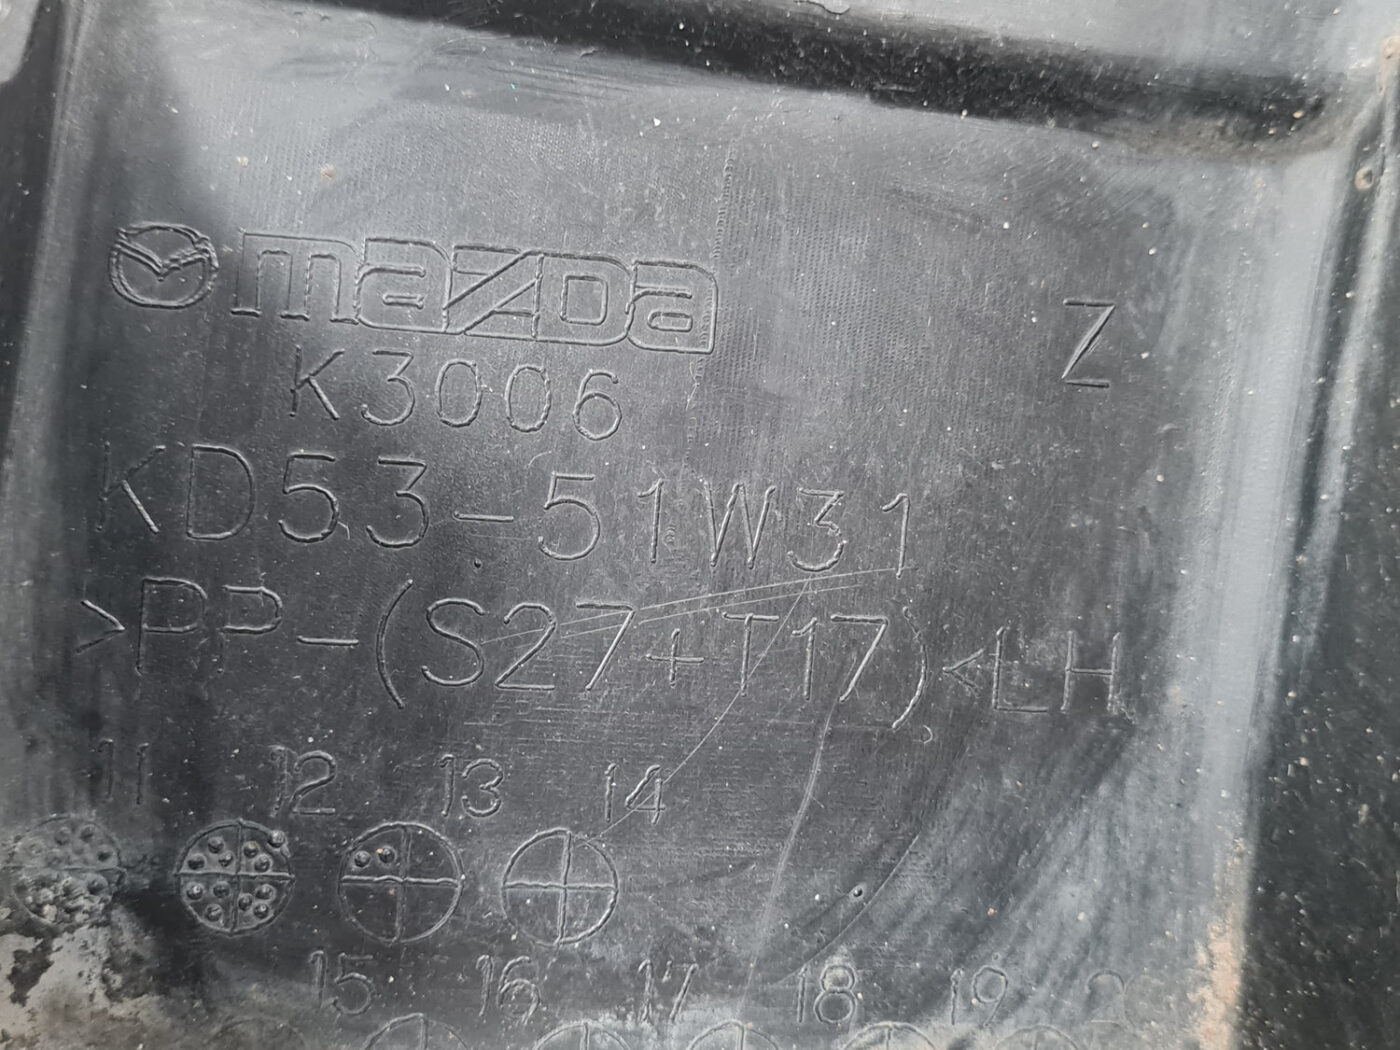 mazda
Z
K3006
KD53-51W31
>PP-(S27+T17)<LH
11 12 13 14
15 16 17 18 19